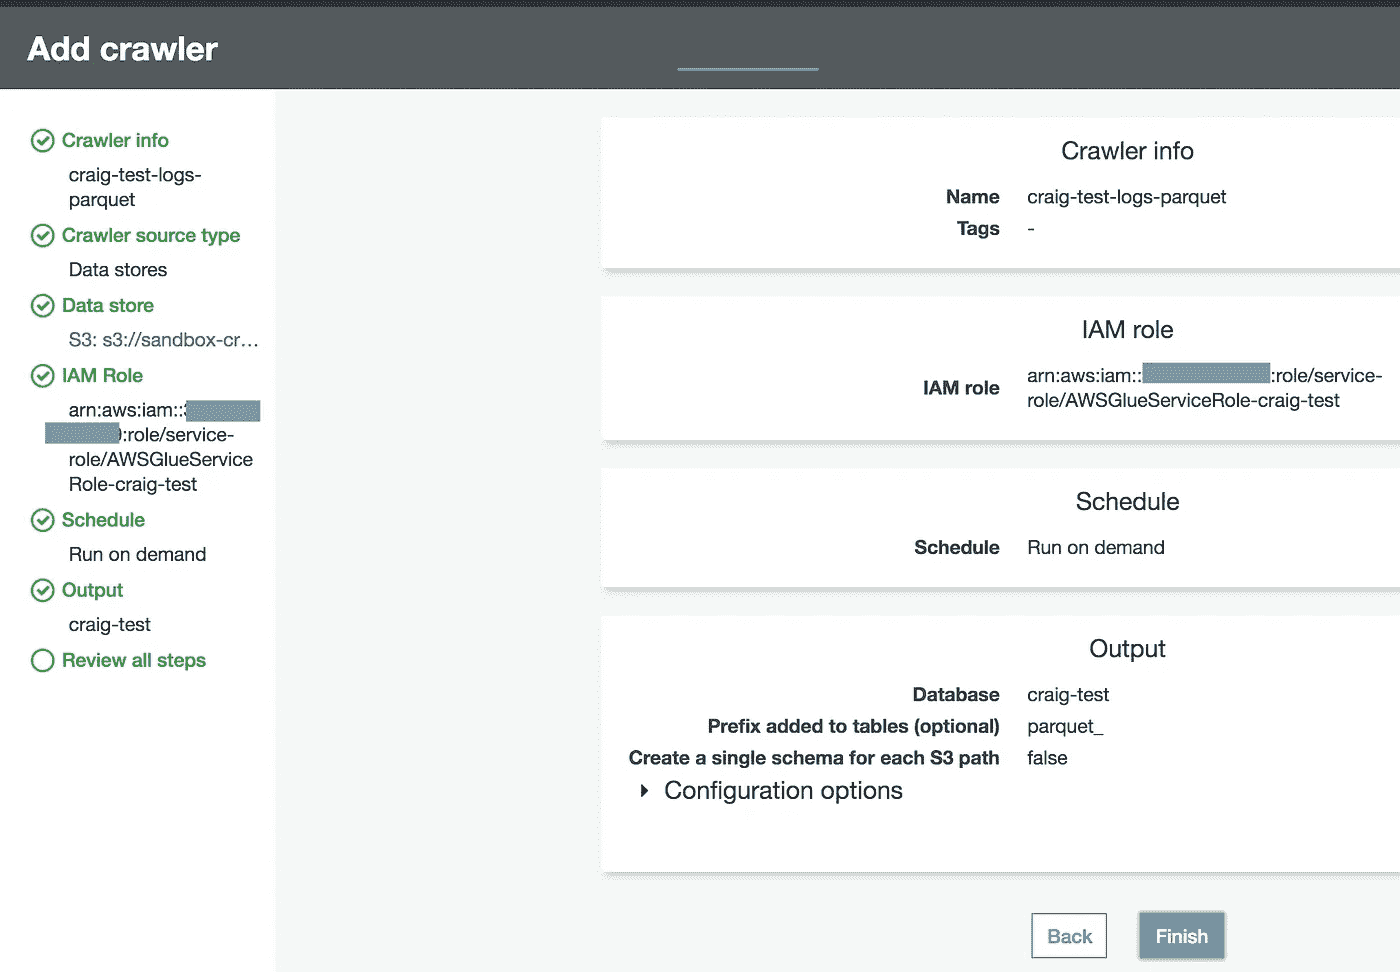 Add crawler
Crawler info
craig-test-logs-
parquet
Crawler source type
Data stores
Data store
S3: s3://sandbox-cr...
IAM Role
arn:aws:iam::
:role/service-
role/AWSGlueService
Role-craig-test
Schedule
Run on demand
Output
craig-test
Review all steps
Crawler info
Name craig-test-logs-parquet
Tags -
IAM role
IAM role arn:aws:iam:: :role/service-
role/AWSGlueServiceRole-craig-test
Schedule
Schedule Run on demand
Output
Database craig-test
Prefix added to tables (optional) parquet_
Create a single schema for each S3 path false
Configuration options
Back Finish